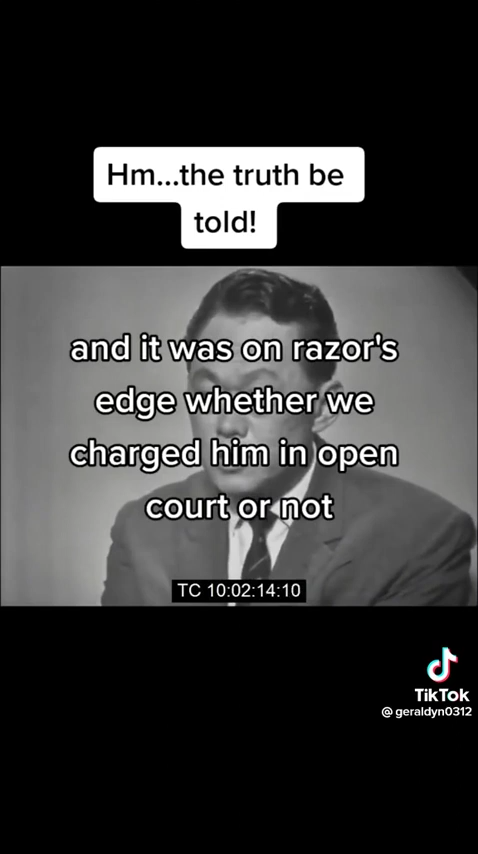 Hm...the truth be
told!
and it was on razor's
edge whether we
charged him in open
court or not
TC 10:02:14:10
TikTok
@geraldyn0312